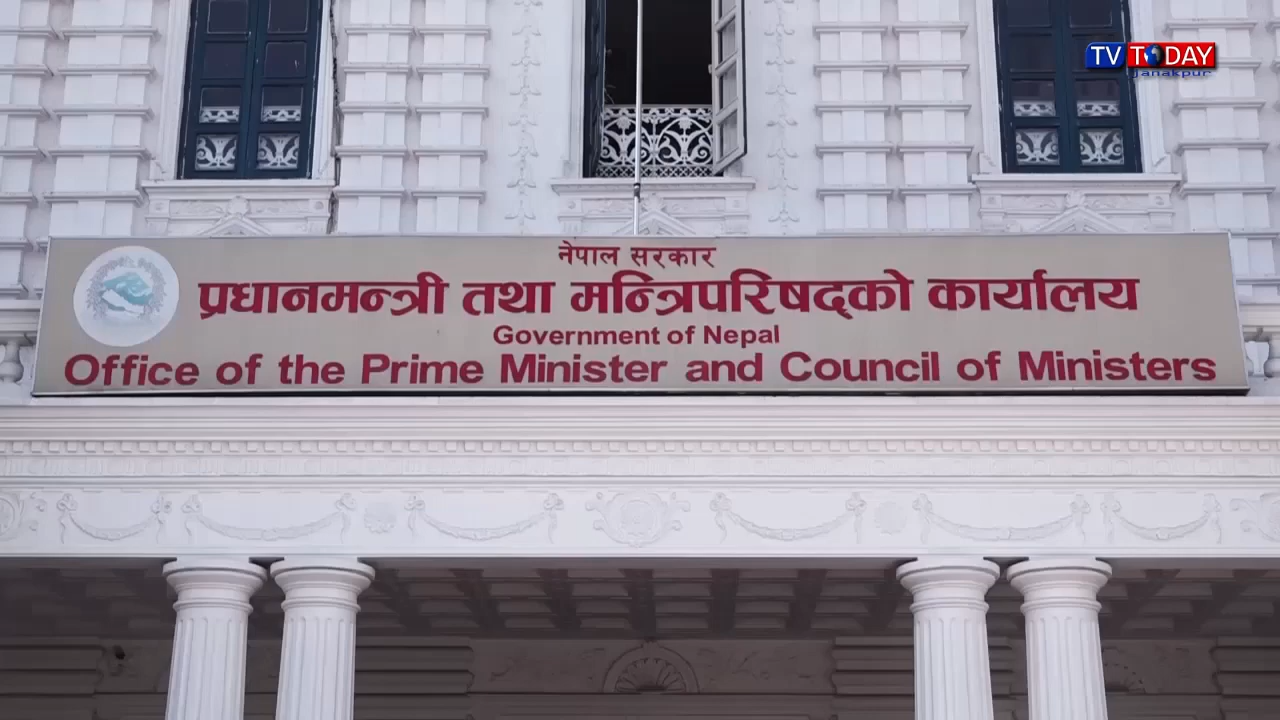 TV TODAY
janakpur
नेपाल सरकार
प्रधानमन्त्री तथा मन्त्रिपरिषद्को कार्यालय
Government of Nepal
Office of the Prime Minister and Council of Ministers